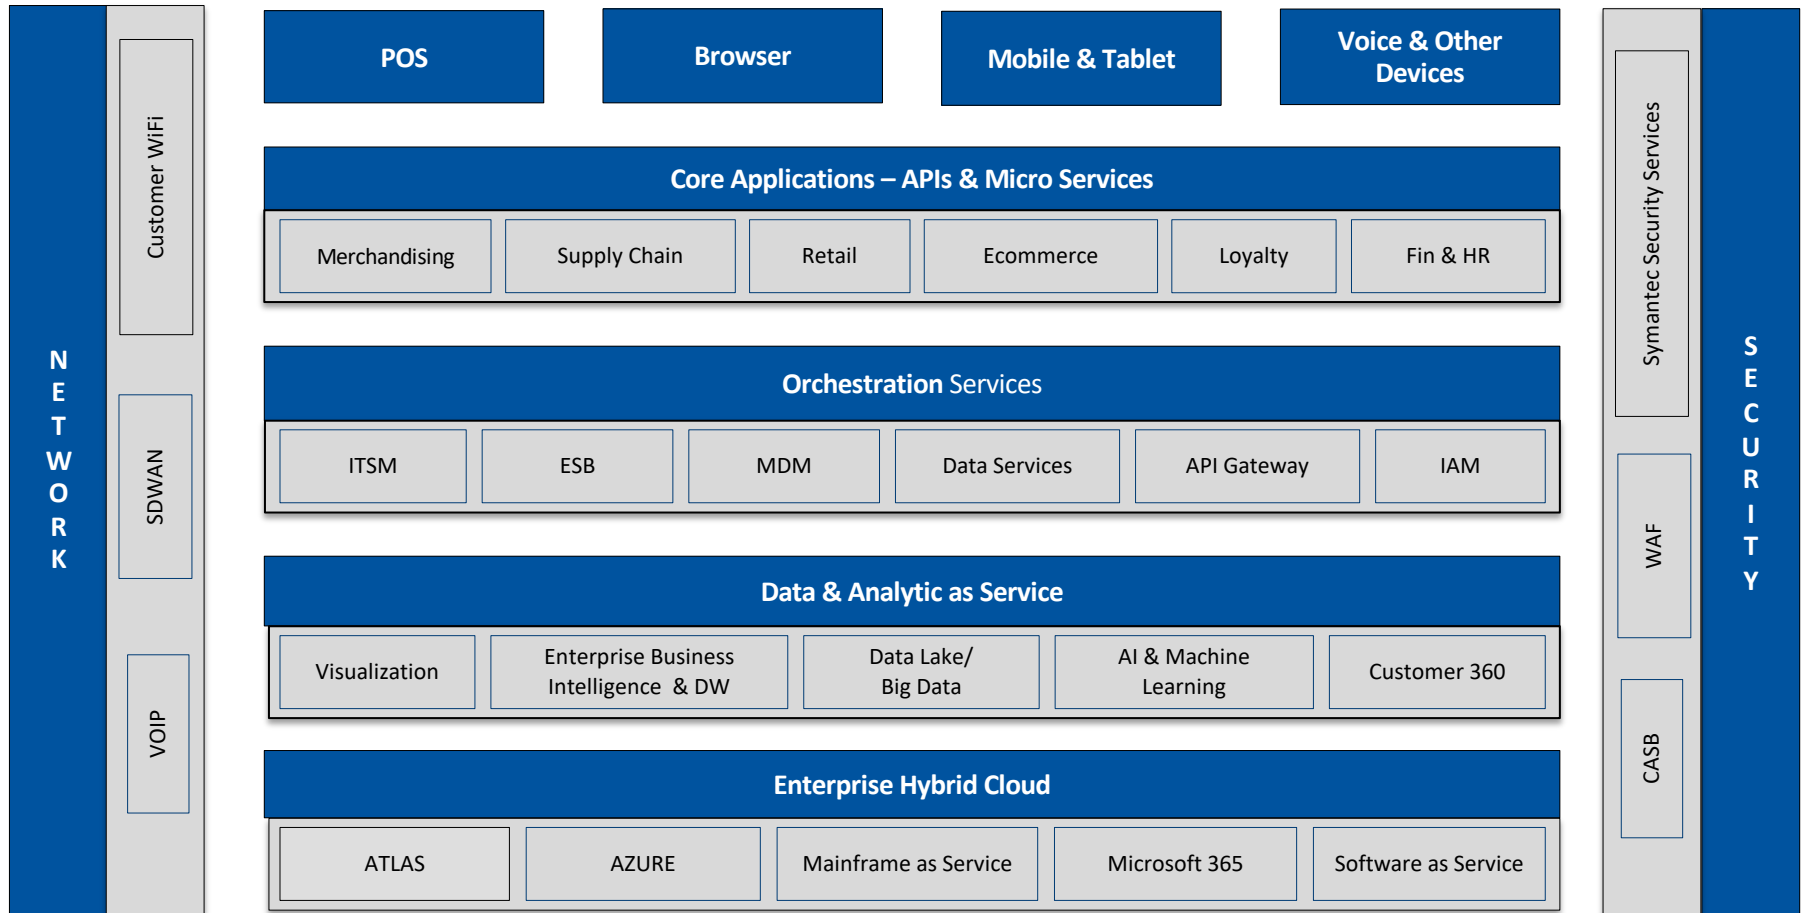 POS
Browser
Mobile & Tablet
Voice & Other
Devices
Core Applications – APIs & Micro Services
Merchandising
Supply Chain
Retail
Ecommerce
Loyalty
Fin & HR
Orchestration Services
ITSM
ESB
MDM
Data Services
API Gateway
IAM
Data & Analytic as Service
Visualization
Enterprise Business
Intelligence & DW
Data Lake/
Big Data
AI & Machine
Learning
Customer 360
Enterprise Hybrid Cloud
ATLAS
AZURE
Mainframe as Service
Microsoft 365
Software as Service
NETWORK
Customer WiFi
SDWAN
VOIP
Symantec Security Services
WAF
CASB
SECURITY